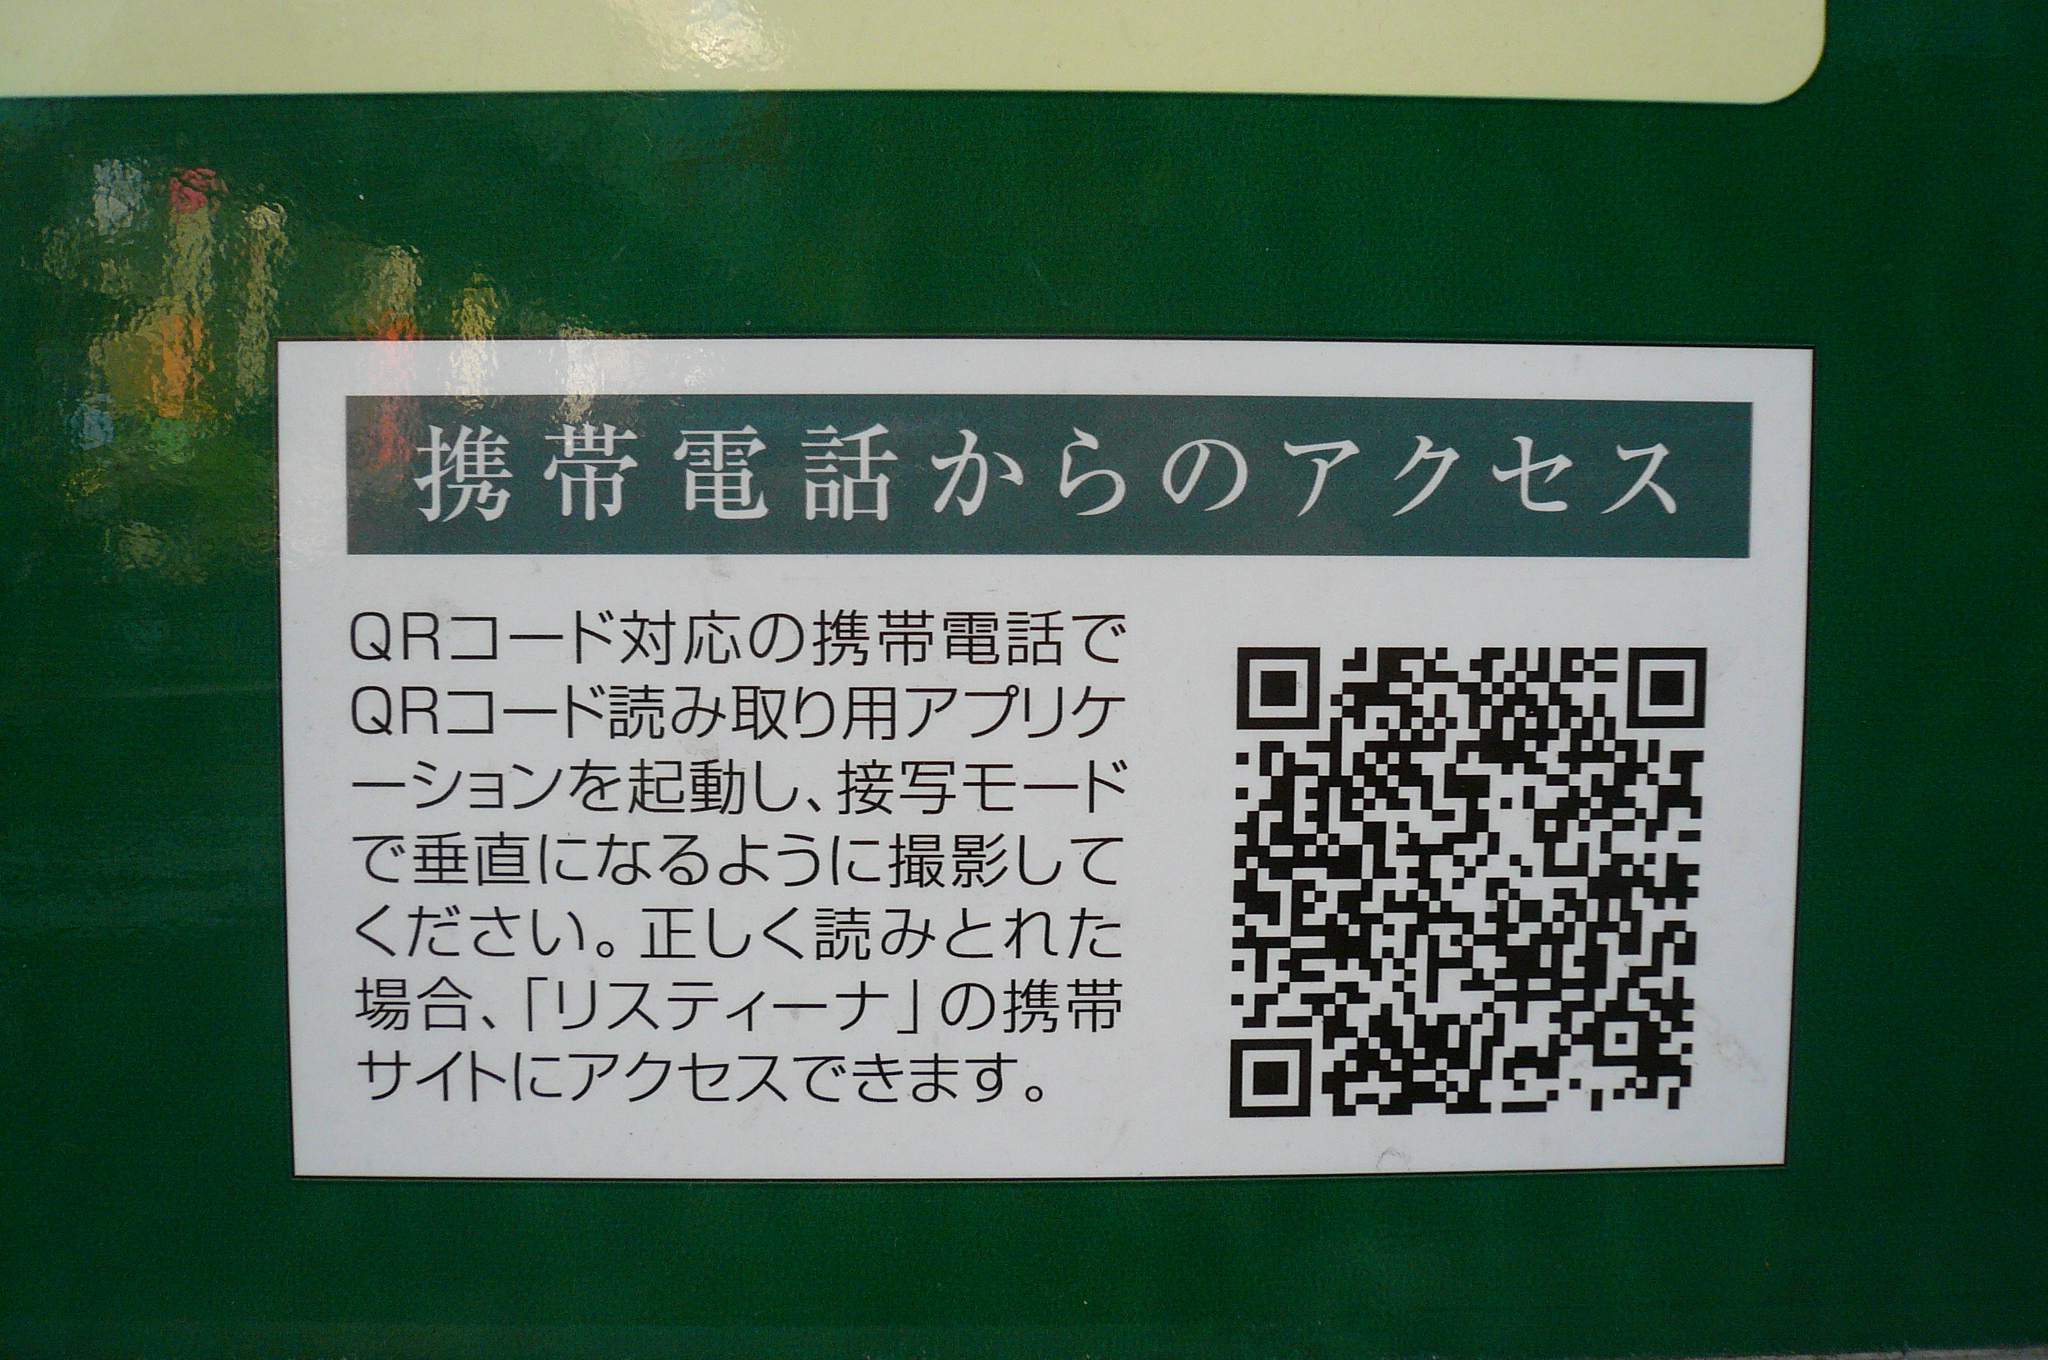 携帯電話からのアクセス
QRコード対応の携帯電話で
QRコード読み取り用アプリケ
ーションを起動し、接写モード
で垂直になるように撮影して
ください。正しく読みとれた
場合、「リスティーナ」の携帯
サイトにアクセスできます。